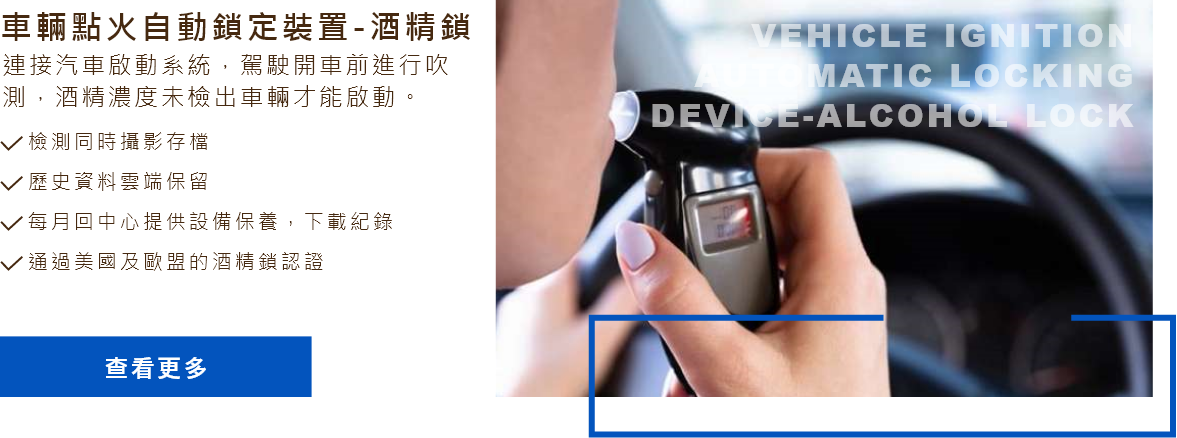 車輛點火自動鎖定裝置-酒精鎖
連接汽車啟動系統，駕駛開車前進行吹
測，酒精濃度未檢出車輛才能啟動。
檢測同時攝影存檔
歷史資料雲端保留
每月回中心提供設備保養，下載紀錄
通過美國及歐盟的酒精鎖認證
查看更多
VEHICLE IGNITION
AUTOMATIC LOCKING
DEVICE-ALCOHOL LOCK